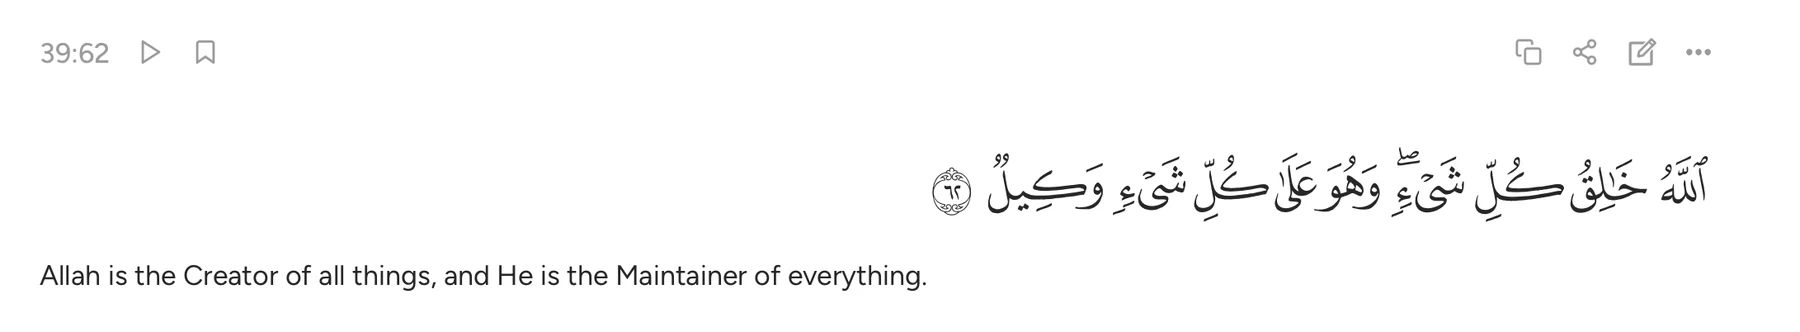 39:62
ٱللَّهُ خَـٰلِقُ كُلِّ شَىْءٍۢ ۖ وَهُوَ عَلَىٰ كُلِّ شَىْءٍۢ وَكِيلٌۭ ٦٢
Allah is the Creator of all things, and He is the Maintainer of everything.